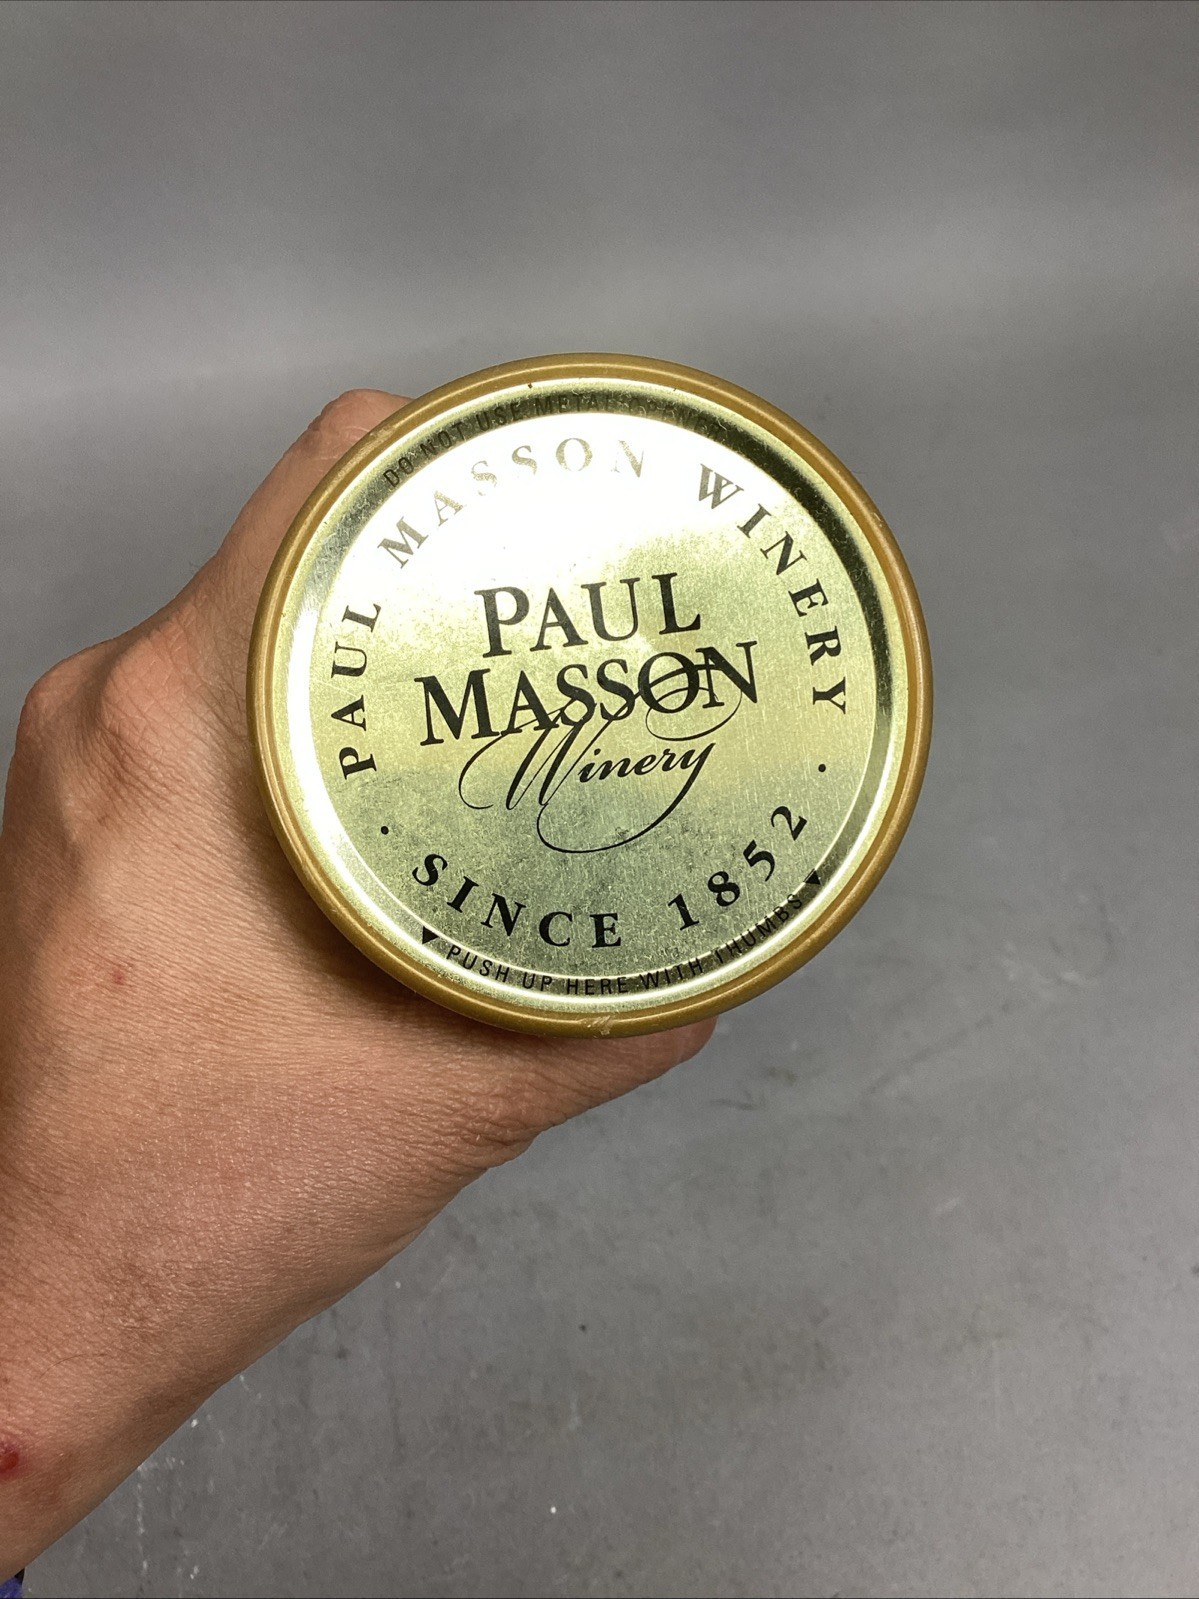 DO NOT USE METAL
PAUL MASSON WINERY
PAUL
MASSON
Winery
• SINCE 1852 •
▼ PUSH UP HERE WITH THUMBS ▼